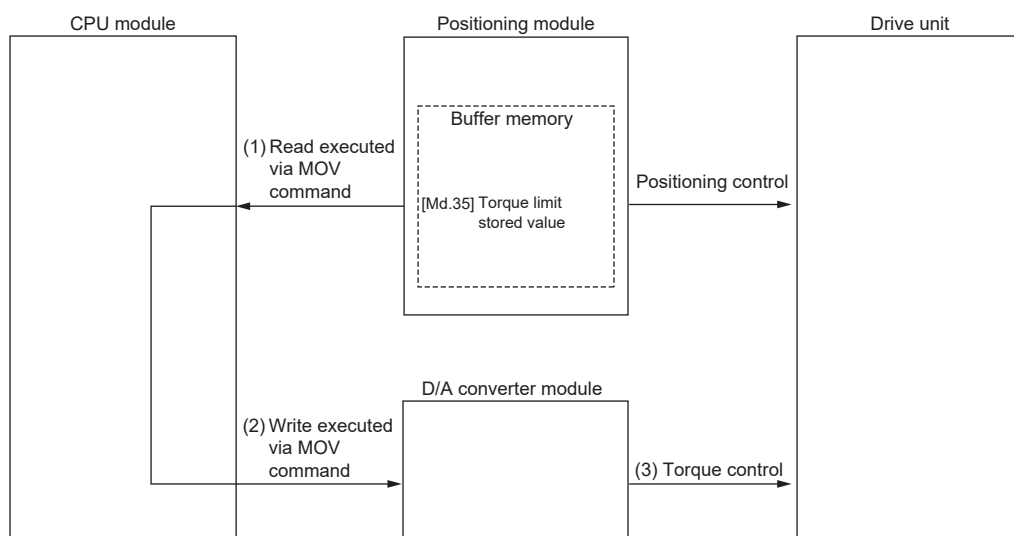 CPU module
Positioning module
Drive unit
Buffer memory
(1) Read executed
via MOV
command
[Md.35] Torque limit
stored value
Positioning control
D/A converter module
(2) Write executed
via MOV
command
(3) Torque control